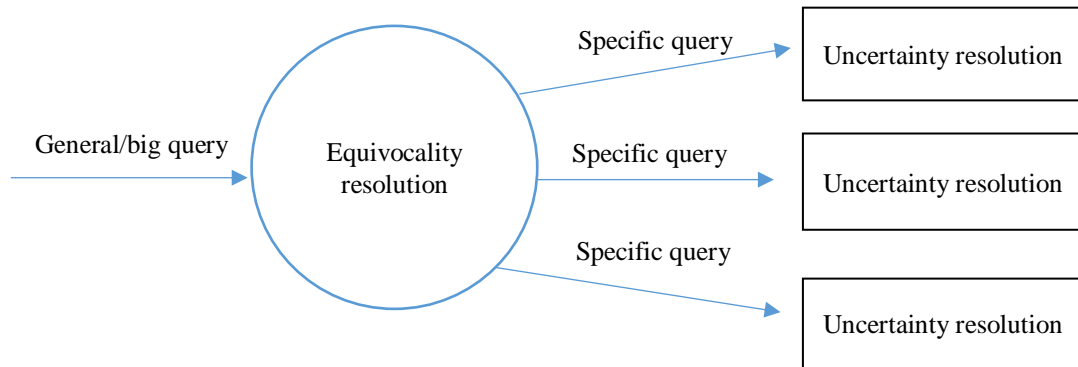 Specific query
Uncertainty resolution
General/big query
Equivocality
resolution
Specific query
Uncertainty resolution
Specific query
Uncertainty resolution